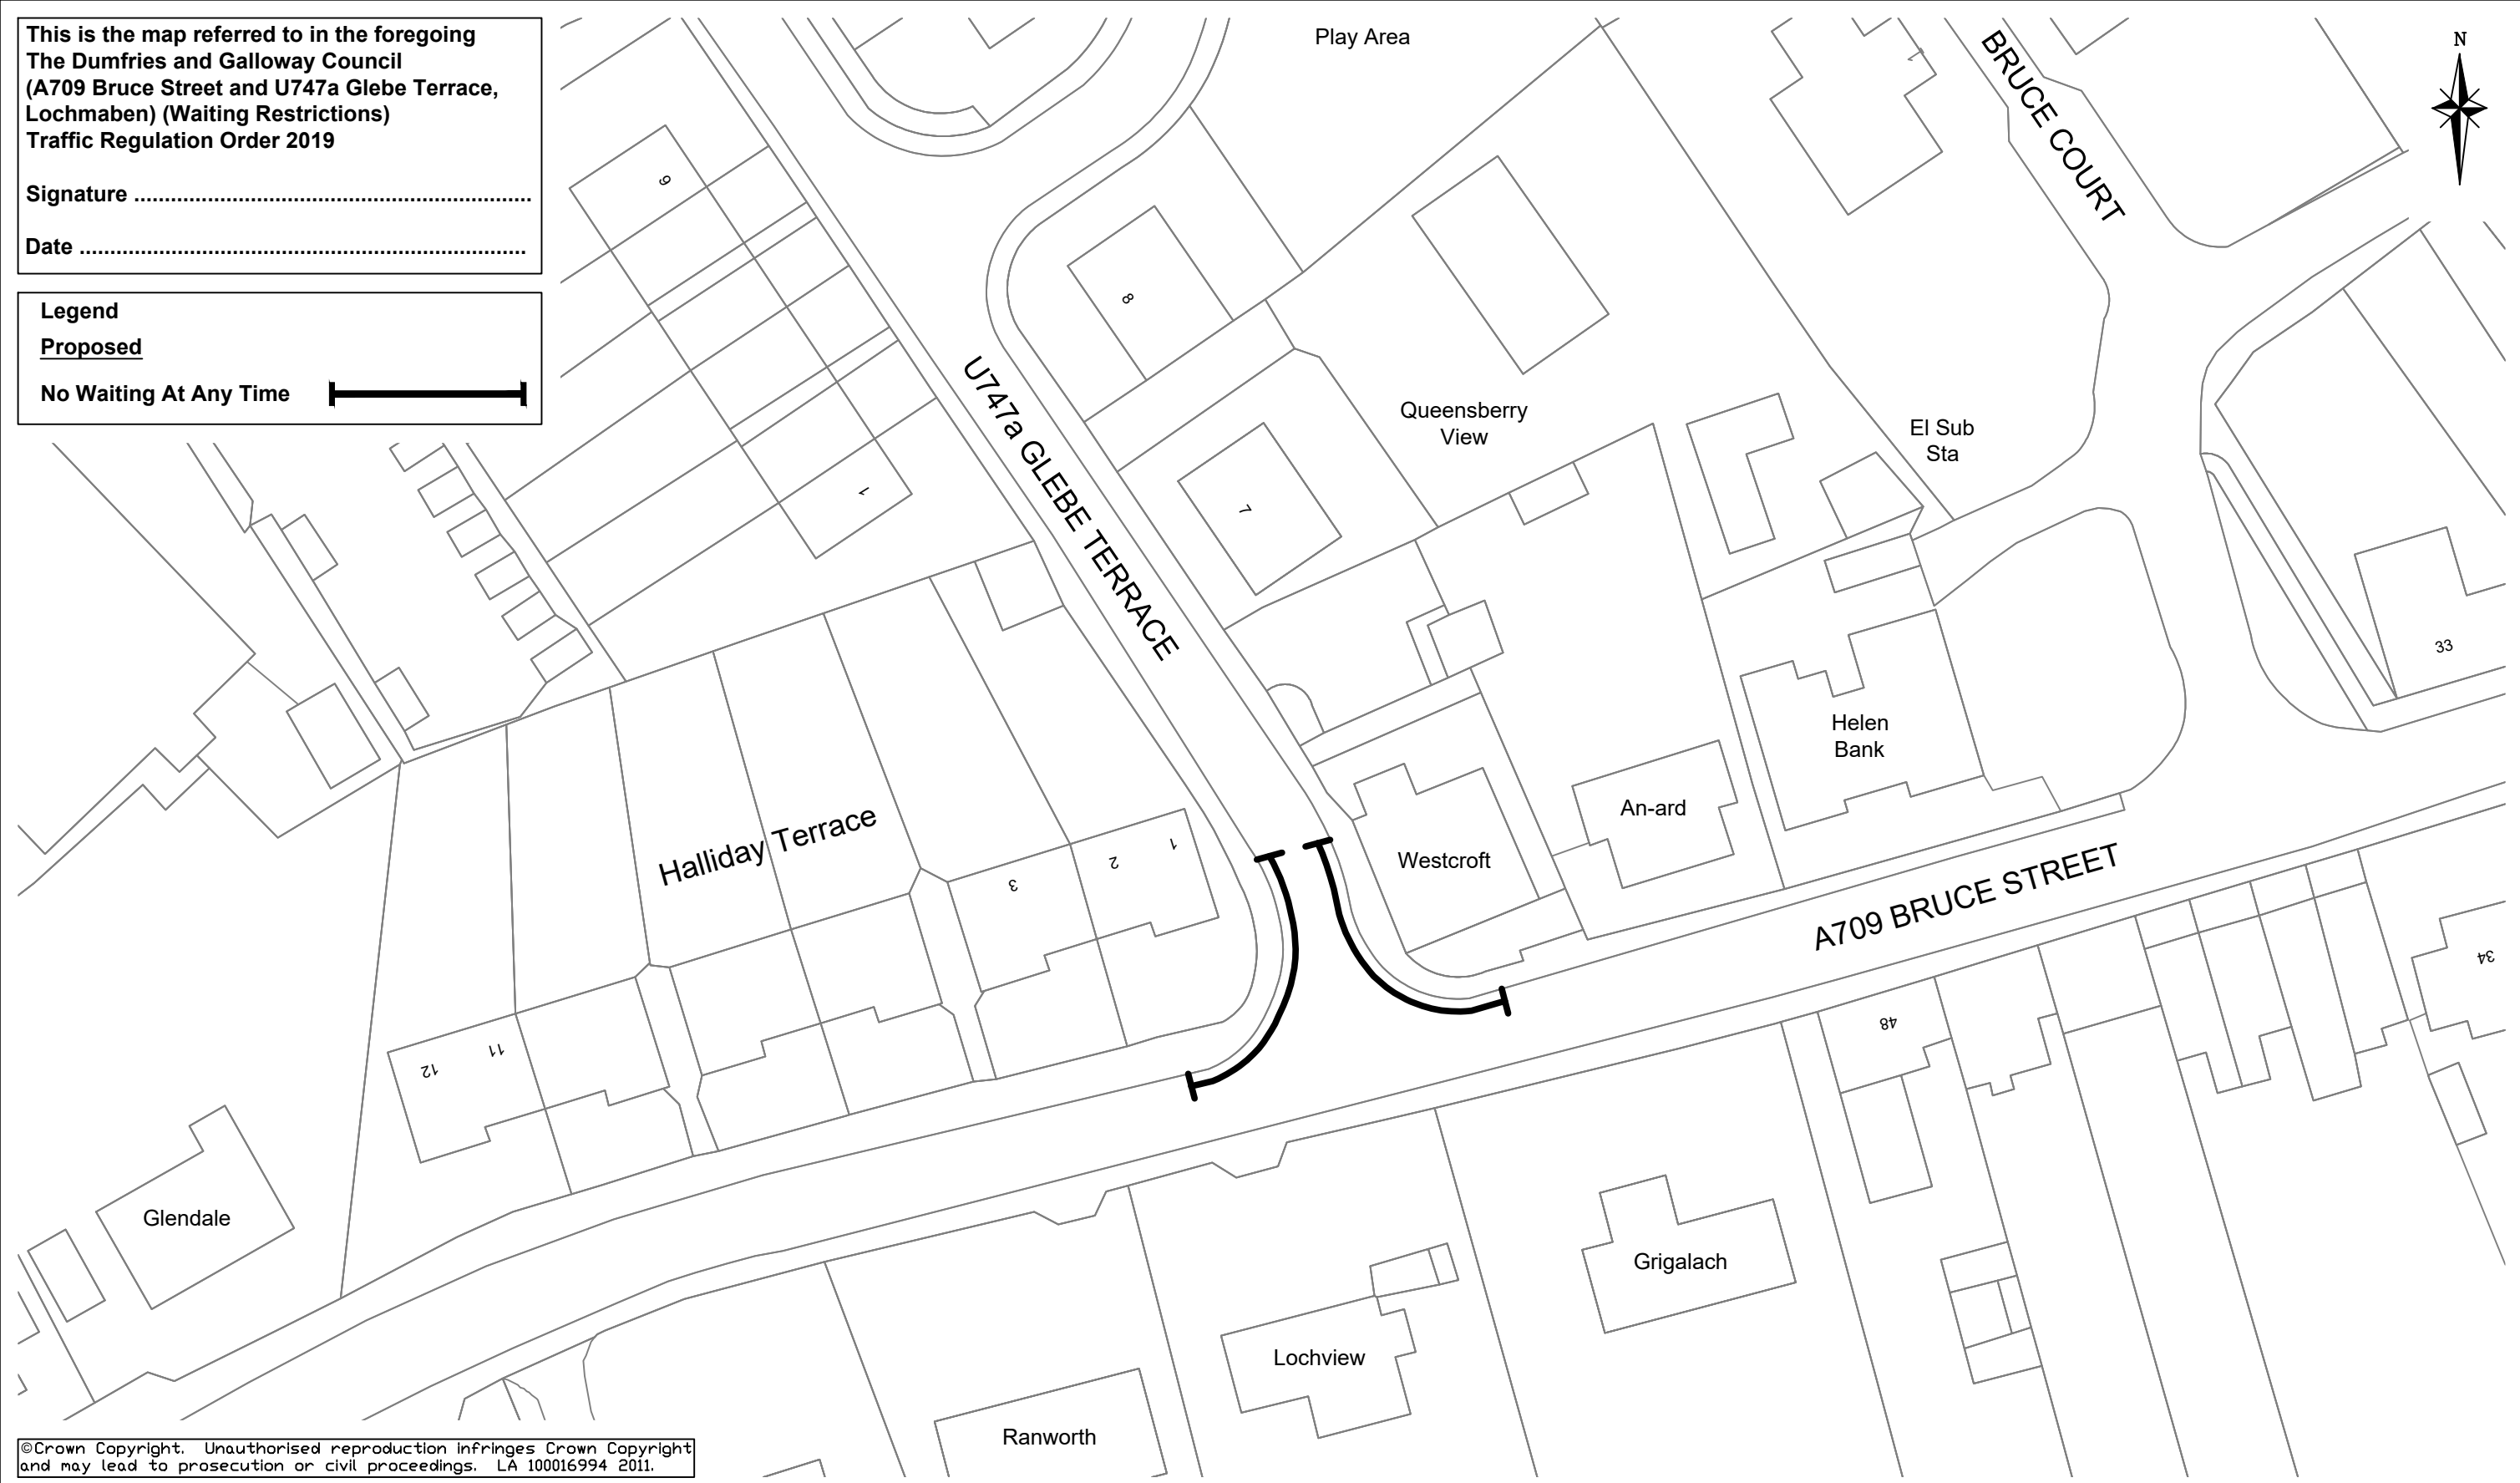 This is the map referred to in the foregoing
The Dumfries and Galloway Council
(A709 Bruce Street and U747a Glebe Terrace,
Lochmaben) (Waiting Restrictions)
Traffic Regulation Order 2019
Signature ..................................................................
Date ..........................................................................
Legend
Proposed
No Waiting At Any Time
Play Area
BRUCE COURT
N
9
8
U747a GLEBE TERRACE
Queensberry
View
El Sub
Sta
1
7
33
Helen
Bank
Halliday Terrace
An-ard
Westcroft
A709 BRUCE STREET
1
2
3
34
48
11
12
Glendale
Grigalach
Lochview
Ranworth
©Crown Copyright. Unauthorised reproduction infringes Crown Copyright
and may lead to prosecution or civil proceedings. LA 100016994 2011.